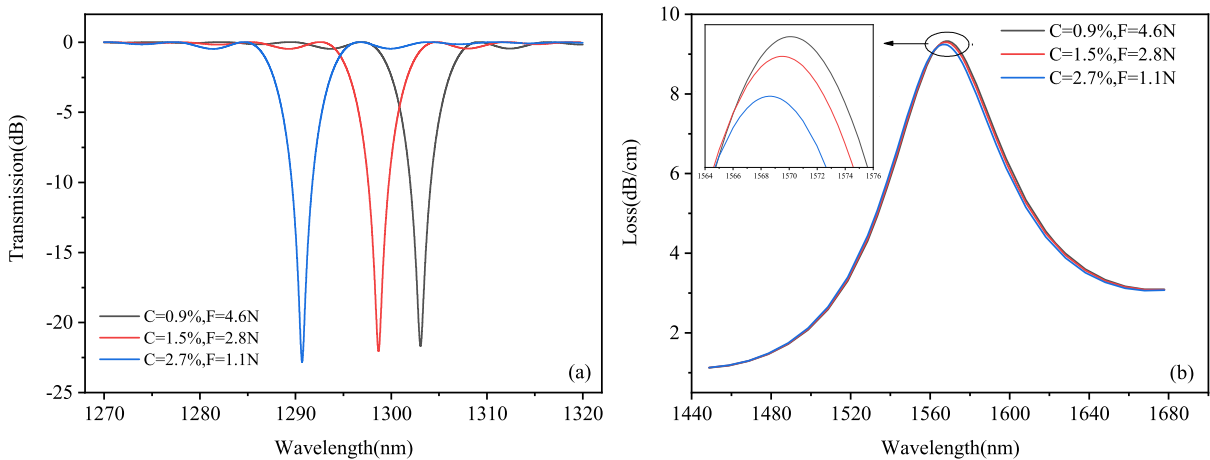 0
-5
-10
-15
-20
-25
Transmission(dB)
C=0.9%,F=4.6N
C=1.5%,F=2.8N
C=2.7%,F=1.1N
(a)
1270 1280 1290 1300 1310 1320
Wavelength(nm)
10
8
6
4
2
Loss(dB/cm)
C=0.9%,F=4.6N
C=1.5%,F=2.8N
C=2.7%,F=1.1N
1564 1566 1568 1570 1572 1574 1576
(b)
1440 1480 1520 1560 1600 1640 1680
Wavelength(nm)